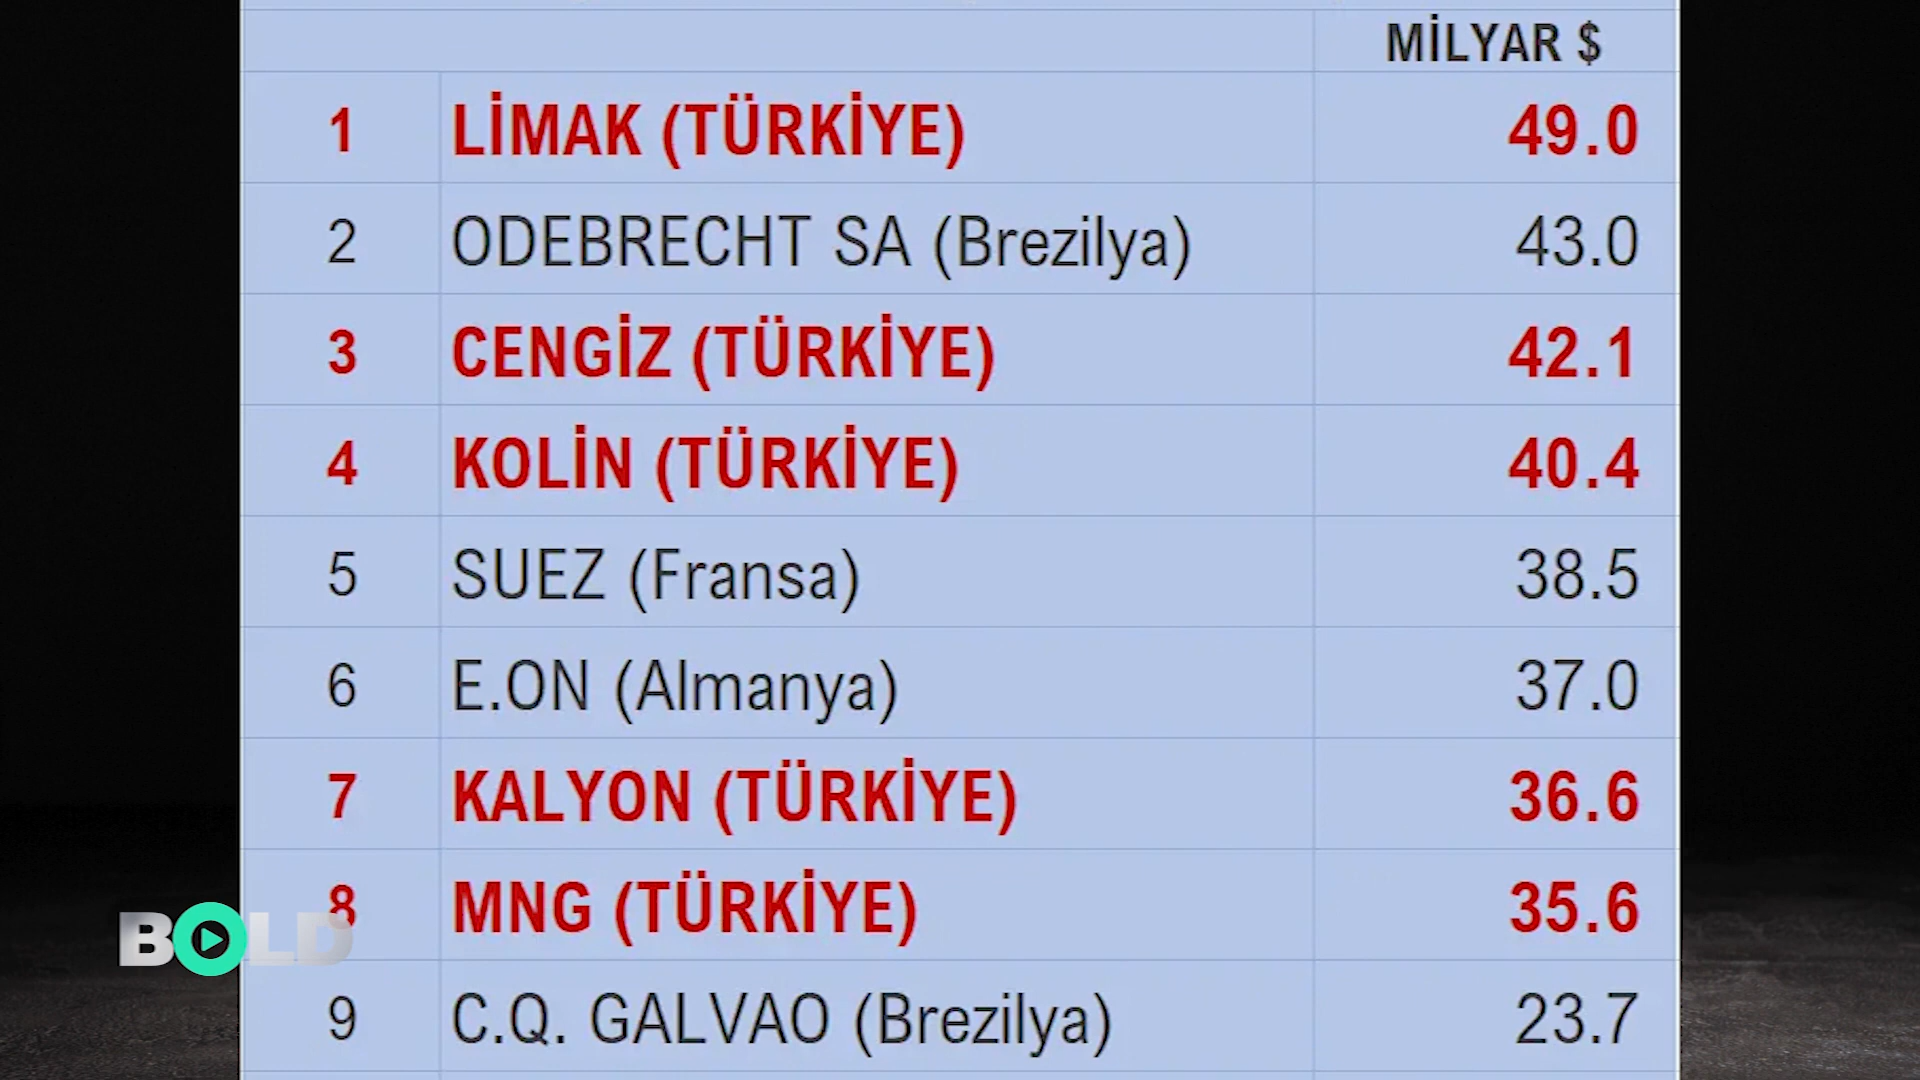 MİLYAR $
1 LİMAK (TÜRKİYE) 49.0
2 ODEBRECHT SA (Brezilya) 43.0
3 CENGİZ (TÜRKİYE) 42.1
4 KOLİN (TÜRKİYE) 40.4
5 SUEZ (Fransa) 38.5
6 E.ON (Almanya) 37.0
7 KALYON (TÜRKİYE) 36.6
8 MNG (TÜRKİYE) 35.6
BOLD
9 C.Q. GALVAO (Brezilya) 23.7